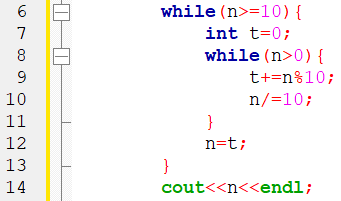 6 while(n>=10){
7 int t=0;
8 while(n>0){
9 t+=n%10;
10 n/=10;
11 }
12 n=t;
13 }
14 cout<<n<<endl;